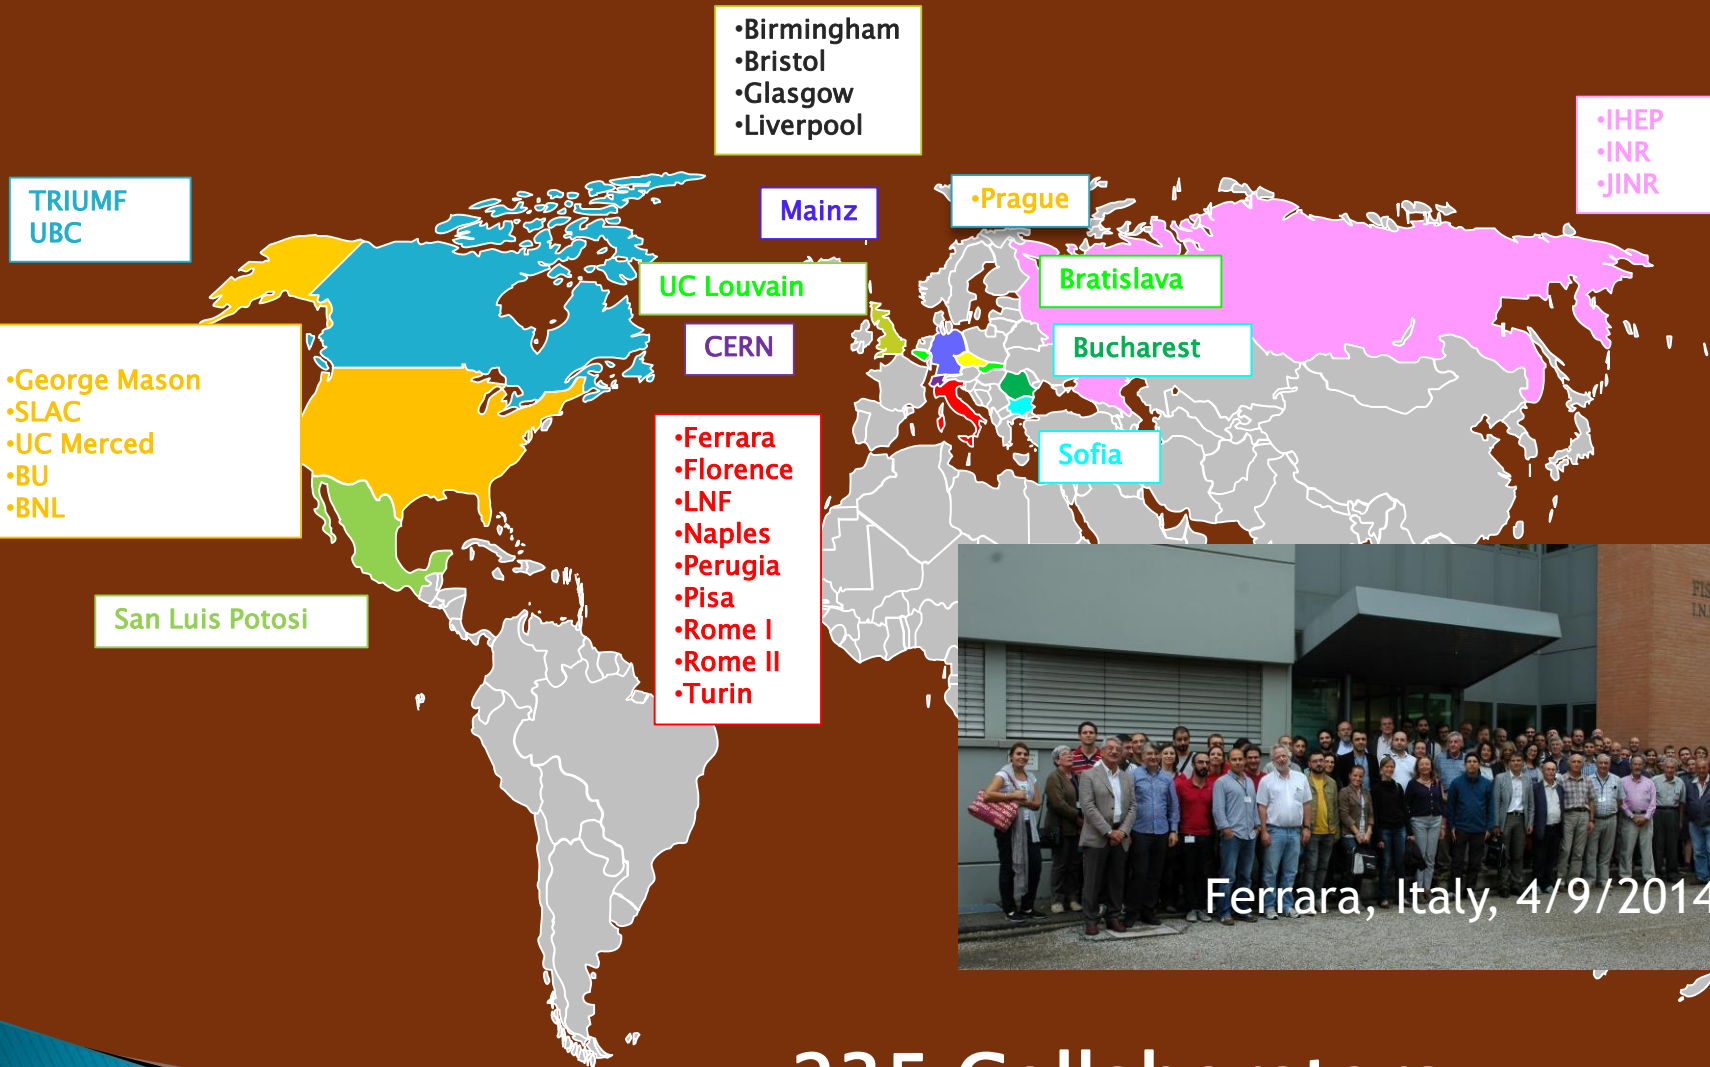 •Birmingham
•Bristol
•Glasgow
•Liverpool
•IHEP
•INR
•JINR
TRIUMF
UBC
Mainz
•Prague
UC Louvain
Bratislava
CERN
Bucharest
•George Mason
•SLAC
•UC Merced
•BU
•BNL
•Ferrara
•Florence
•LNF
•Naples
•Perugia
•Pisa
•Rome I
•Rome II
•Turin
Sofia
San Luis Potosi
Ferrara, Italy, 4/9/2014